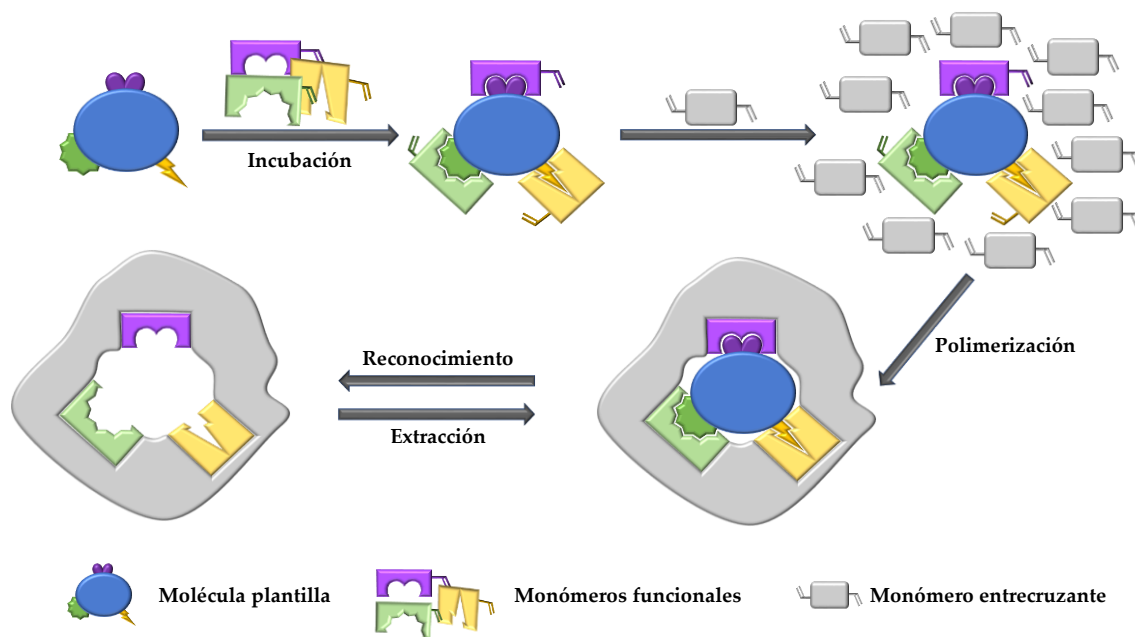 Incubación
Polimerización
Reconocimiento
Extracción
Molécula plantilla
Monómeros funcionales
Monómero entrecruzante